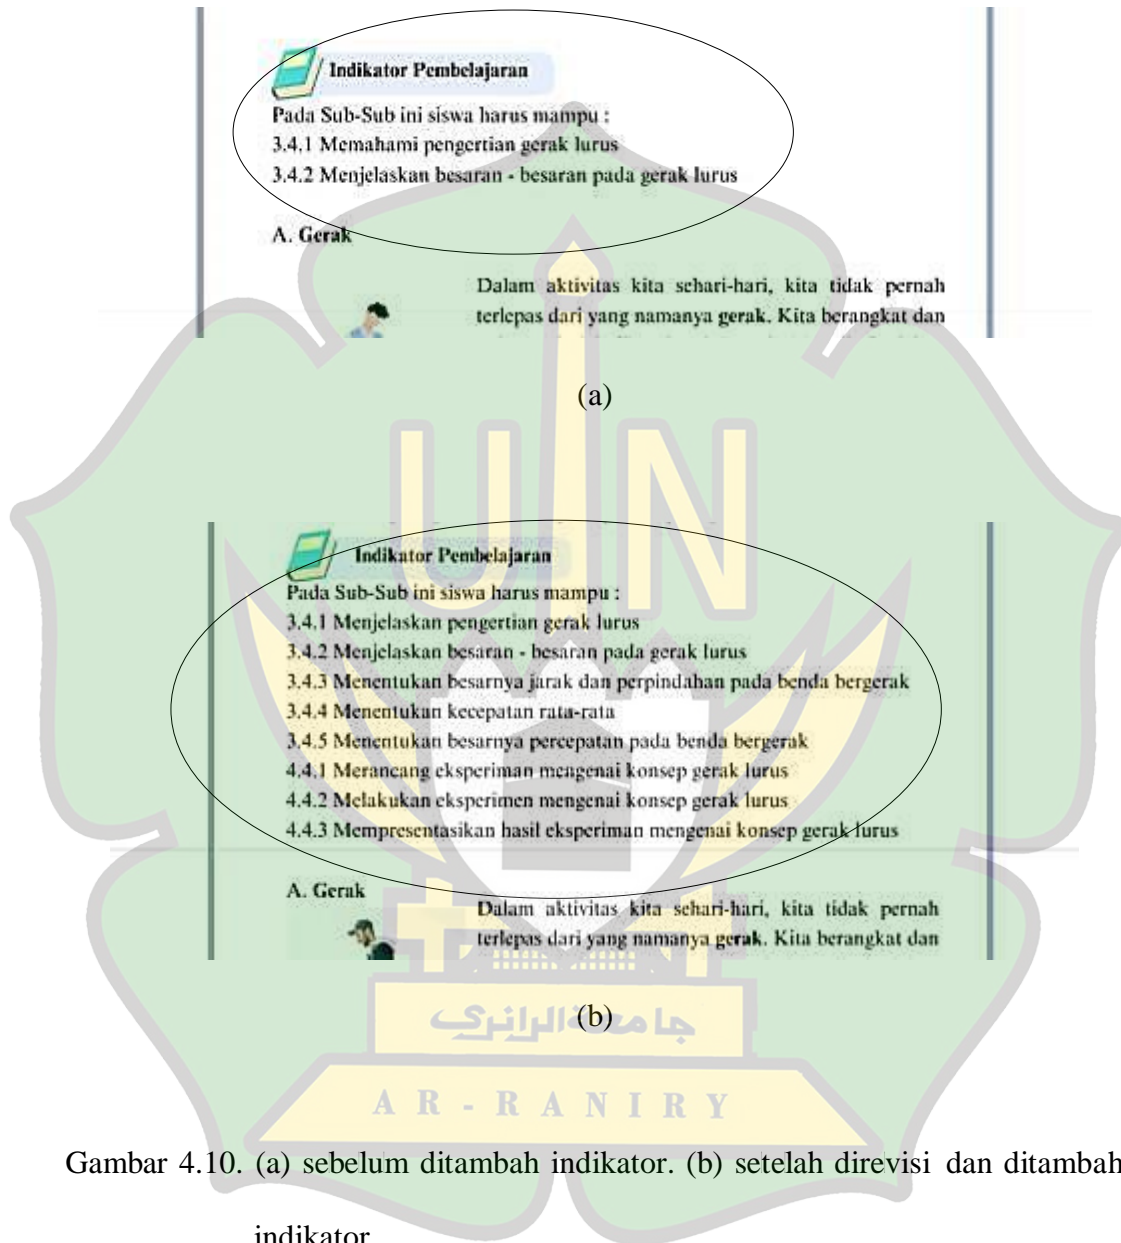 Indikator Pembelajaran
Pada Sub-Sub ini siswa harus mampu :
3.4.1 Memahami pengertian gerak lurus
3.4.2 Menjelaskan besaran - besaran pada gerak lurus
A. Gerak
Dalam aktivitas kita sehari-hari, kita tidak pernah
terlepas dari yang namanya gerak. Kita berangkat dan
(a)
UIN
Indikator Pembelajaran
Pada Sub-Sub ini siswa harus mampu :
3.4.1 Menjelaskan pengertian gerak lurus
3.4.2 Menjelaskan besaran - besaran pada gerak lurus
3.4.3 Menentukan besarnya jarak dan perpindahan pada benda bergerak
3.4.4 Menentukan kecepatan rata-rata
3.4.5 Menentukan besarnya percepatan pada benda bergerak
4.4.1 Merancang eksperiman mengenai konsep gerak lurus
4.4.2 Melakukan eksperimen mengenai konsep gerak lurus
4.4.3 Mempresentasikan hasil eksperiman mengenai konsep gerak lurus
A. Gerak
Dalam aktivitas kita sehari-hari, kita tidak pernah
terlepas dari yang namanya gerak. Kita berangkat dan
(b)
جامعة الرانري
AR-RANIRY
Gambar 4.10. (a) sebelum ditambah indikator. (b) setelah direvisi dan ditambah
indikator